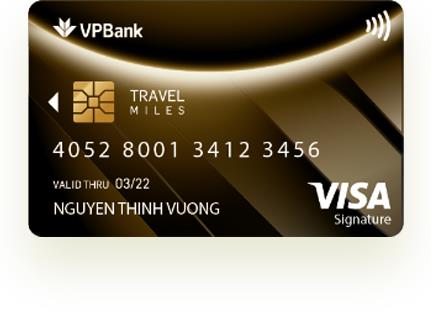 VPBank
TRAVEL
MILES
4052 8001 3412 3456
VALID THRU 03/22
NGUYEN THINH VUONG
VISA
Signature